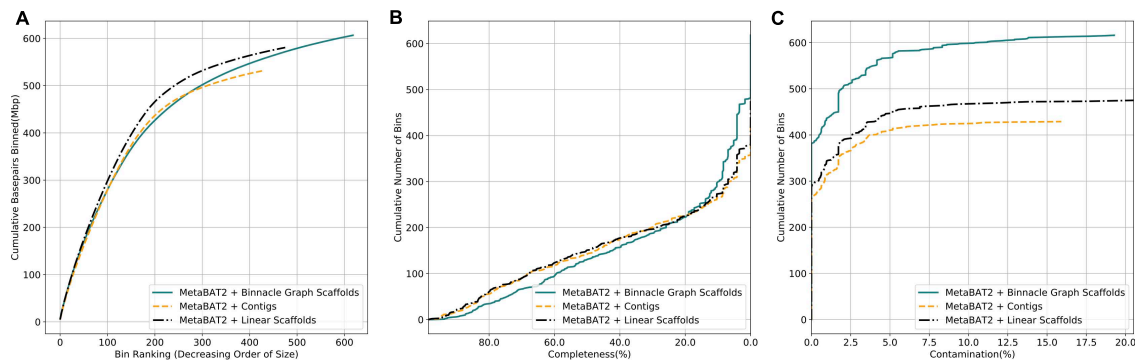 A
Cumulative Basepairs Binned(Mbp)
600
500
400
300
200
100
0
0 100 200 300 400 500 600
Bin Ranking (Decreasing Order of Size)
MetaBAT2 + Binnacle Graph Scaffolds
MetaBAT2 + Contigs
MetaBAT2 + Linear Scaffolds
B
Cumulative Number of Bins
600
500
400
300
200
100
0
80.0 60.0 40.0 20.0 0.0
Completeness(%)
MetaBAT2 + Binnacle Graph Scaffolds
MetaBAT2 + Contigs
MetaBAT2 + Linear Scaffolds
C
Cumulative Number of Bins
600
500
400
300
200
100
0
0.0 2.5 5.0 7.5 10.0 12.5 15.0 17.5 20.0
Contamination(%)
MetaBAT2 + Binnacle Graph Scaffolds
MetaBAT2 + Contigs
MetaBAT2 + Linear Scaffolds